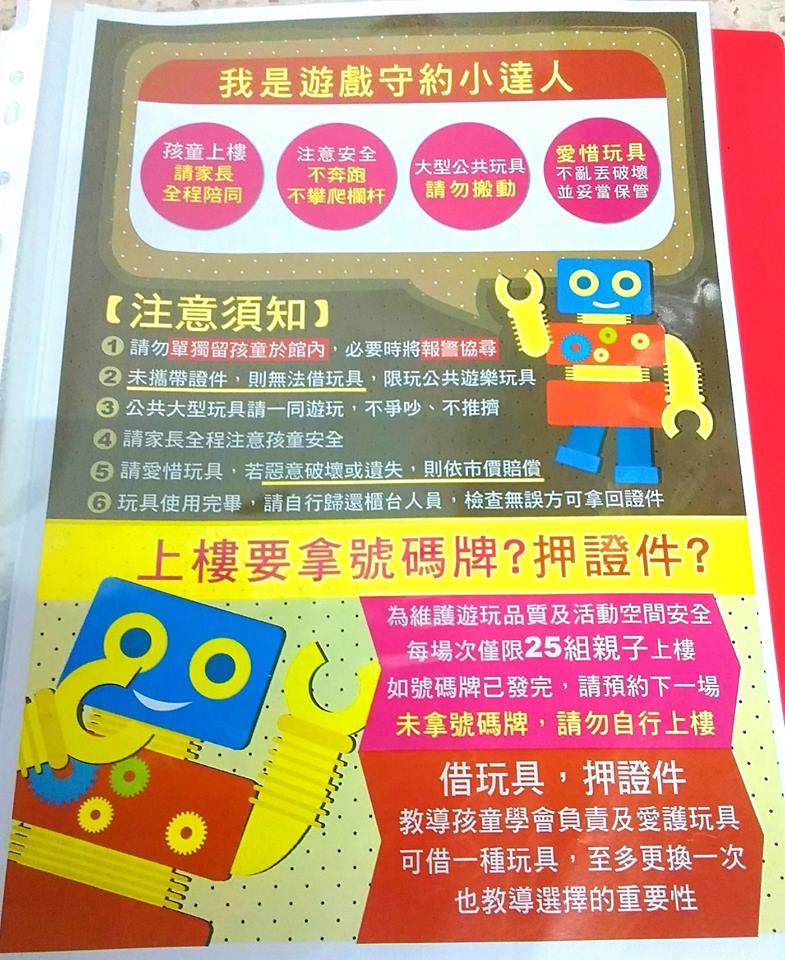 我是遊戲守約小達人
孩童上樓
請家長
全程陪同
注意安全
不奔跑
不攀爬欄杆
大型公共玩具
請勿搬動
愛惜玩具
不亂丟破壞
並妥當保管
【注意須知】
1 請勿單獨留孩童於館內，必要時將報警協尋
2 未攜帶證件，則無法借玩具，限玩公共遊樂玩具
3 公共大型玩具請一同遊玩，不爭吵、不推擠
4 請家長全程注意孩童安全
5 請愛惜玩具，若惡意破壞或遺失，則依市價賠償
6 玩具使用完畢，請自行歸還櫃台人員，檢查無誤方可拿回證件
上樓要拿號碼牌?押證件?
為維護遊玩品質及活動空間安全
每場次僅限25組親子上樓
如號碼牌已發完，請預約下一場
未拿號碼牌，請勿自行上樓
借玩具，押證件
教導孩童學會負責及愛護玩具
可借一種玩具，至多更換一次
也教導選擇的重要性